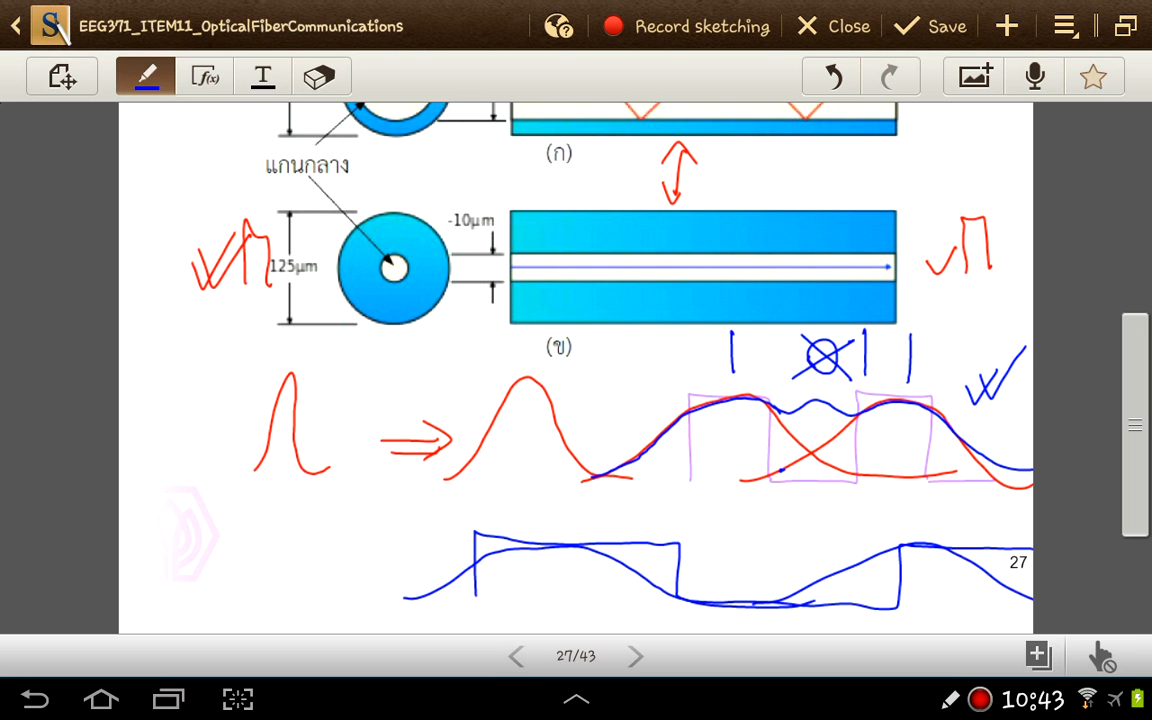 EEG371_ITEM11_OpticalFiberCommunications
Record sketching
Close
Save
f(x)
T
แกนกลาง
(ก)
-10µm
125µm
(ข)
27
27/43
10:43